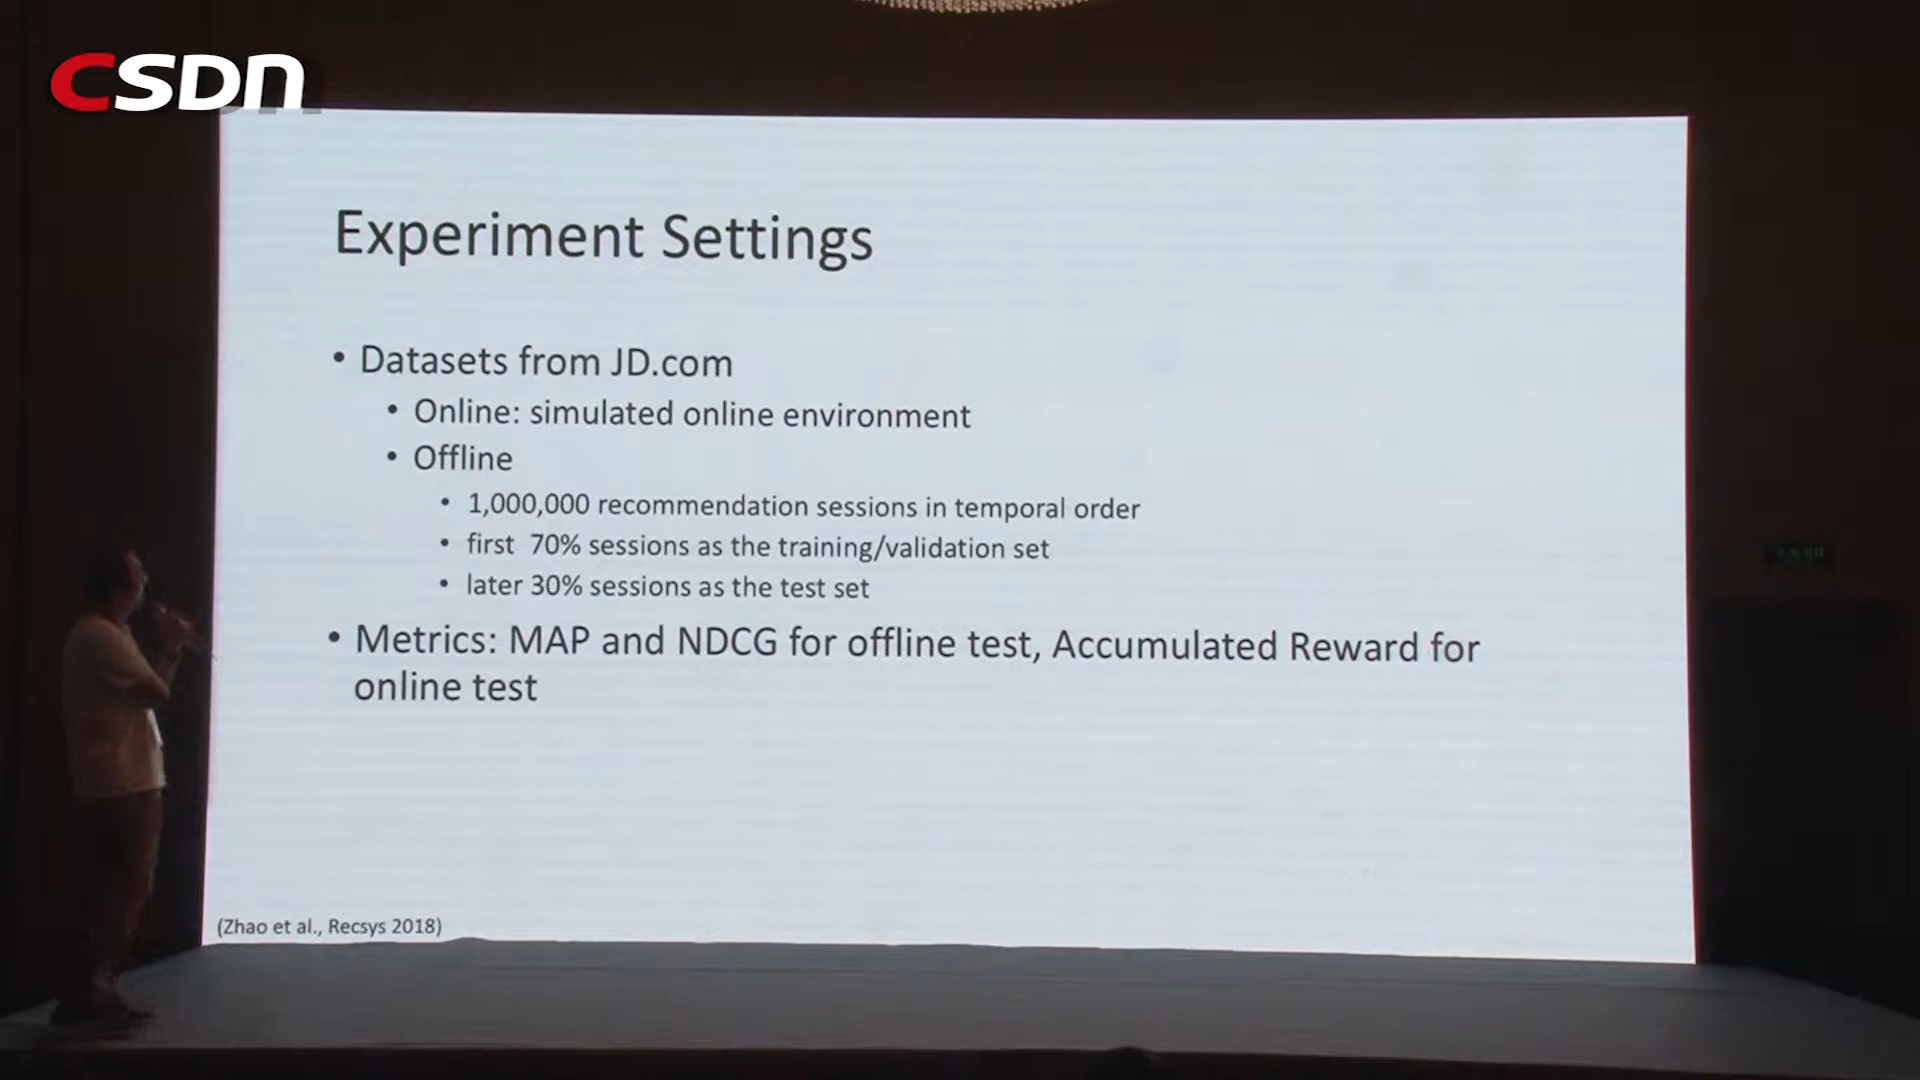 CSDN
Experiment Settings
• Datasets from JD.com
• Online: simulated online environment
• Offline
• 1,000,000 recommendation sessions in temporal order
• first 70% sessions as the training/validation set
• later 30% sessions as the test set
• Metrics: MAP and NDCG for offline test, Accumulated Reward for
online test
(Zhao et al., Recsys 2018)